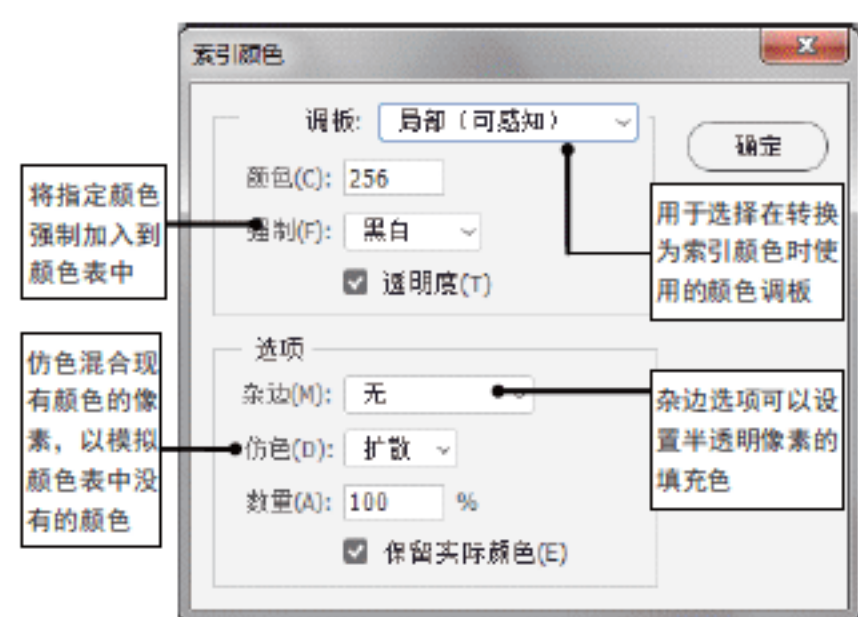 索引颜色
调板: 局部（可感知）
确定
颜色(C): 256
强制(F): 黑白
透明度(T)
选项
杂边(M): 无
仿色(D): 扩散
数量(A): 100 %
保留实际颜色(E)
将指定颜色
强制加入到
颜色表中
仿色混合现
有颜色的像
素，以模拟
颜色表中没
有的颜色
用于选择在转换
为索引颜色时使
用的颜色调板
杂边选项可以设
置半透明像素的
填充色